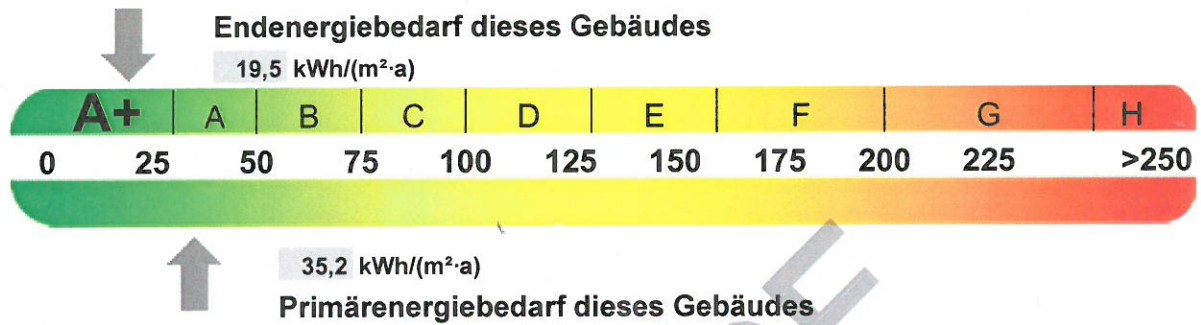 Endenergiebedarf dieses Gebäudes
19,5 kWh/(m²·a)
A+ A B C D E F G H
0 25 50 75 100 125 150 175 200 225 >250
35,2 kWh/(m²·a)
Primärenergiebedarf dieses Gebäudes